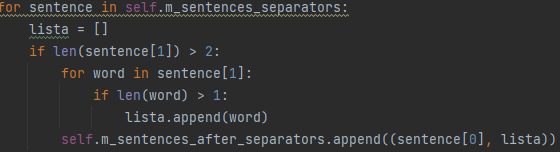 for sentence in self.m_sentences_separators:
    lista = []
    if len(sentence[1]) > 2:
        for word in sentence[1]:
            if len(word) > 1:
                lista.append(word)
        self.m_sentences_after_separators.append((sentence[0], lista))